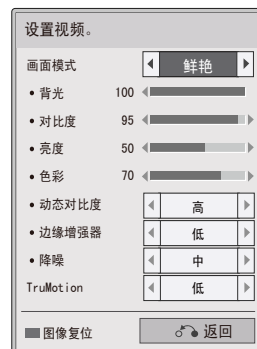 设置视频。
画面模式 鲜艳
• 背光 100
• 对比度 95
• 亮度 50
• 色彩 70
• 动态对比度 高
• 边缘增强器 低
• 降噪 中
TruMotion 低
图像复位 返回